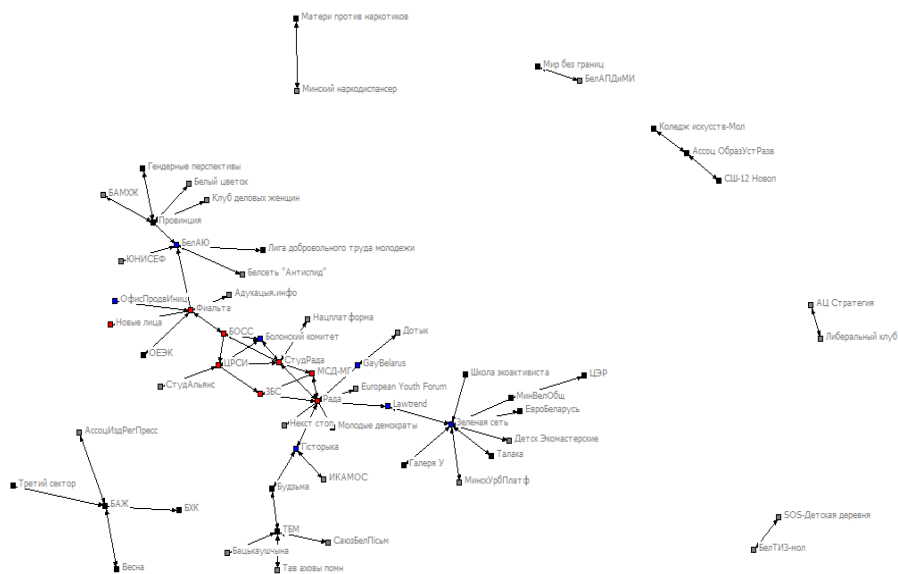 Матери против наркотиков
Мир без границ
БелАПДиМИ
Минский наркодиспансер
Коледж искусств-Мол
Ассоц ОбразУстРазв
СШ-12 Новоп
Гендерные перспективы
Белый цветок
БАМХЖ
Клуб деловых женщин
Провинция
БелАЮ
Лига добровольного труда молодежи
ЮНИСЕФ
Белсеть "Антиспид"
Адукацыя.инфо
ОфисПродвИниц
Фиальта
АЦ Стратегия
Новые лица
Нацплатформа
БОСС
Болонский комитет
Дотык
Либеральный клуб
ОЕЭК
СтудРада
ЦРСИ
GayBelarus
МСД-МГ
Школа экоактивиста
ЦЭР
СтудАльянс
ЗБС
European Youth Forum
МинВелОбщ
Рада
Lawtrend
ЕвроБеларусь
Некст стоп
Молодые демократы
Зеленая сеть
АссоцИздРегПресс
Детск Экомастерские
Гісторыка
Талака
Галерея У
ИКАМОС
МинскУрбПлатф
Третий сектор
Будзьма
БАЖ
БХК
SOS-Детская деревня
ТБМ
СаюзБелПісьм
Бацькаушчына
БелТИЗ-мол
Весна
Тав аховы помн